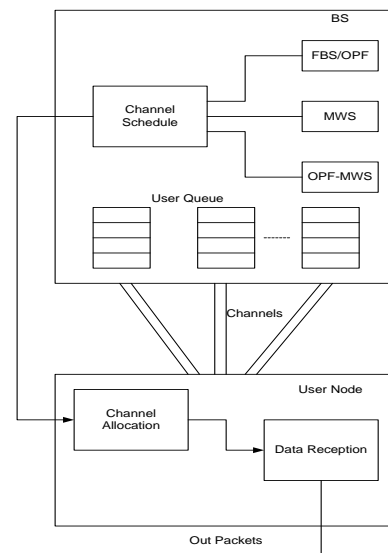 BS
FBS/OPF
Channel
Schedule
MWS
OPF-MWS
User Queue
Channels
User Node
Channel
Allocation
Data Reception
Out Packets